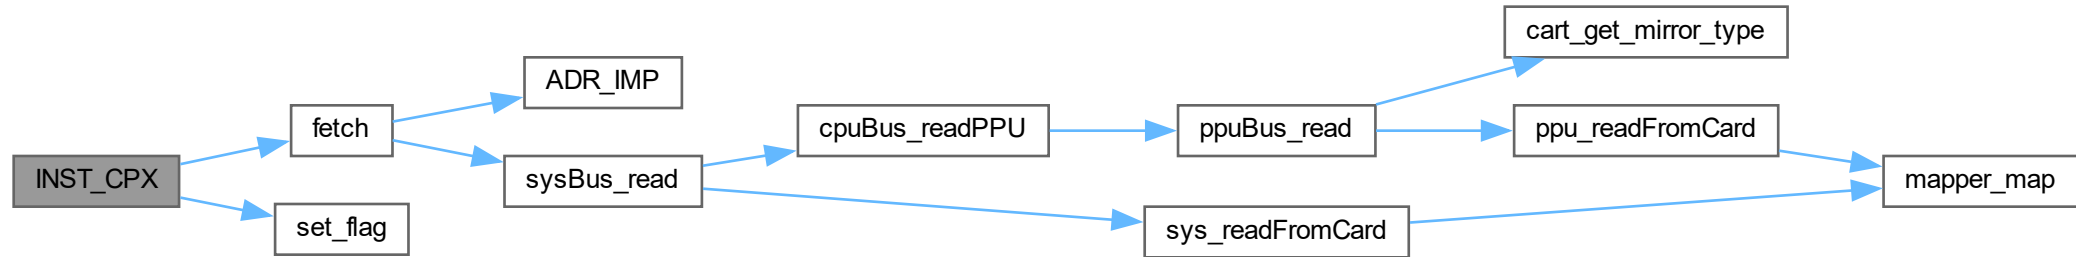 INST_CPX
fetch
set_flag
ADR_IMP
sysBus_read
cpuBus_readPPU
sys_readFromCard
ppuBus_read
cart_get_mirror_type
ppu_readFromCard
mapper_map